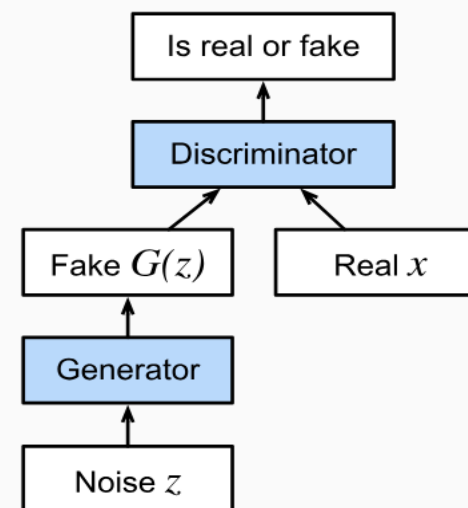 Is real or fake
Discriminator
Fake G(z)
Real x
Generator
Noise z